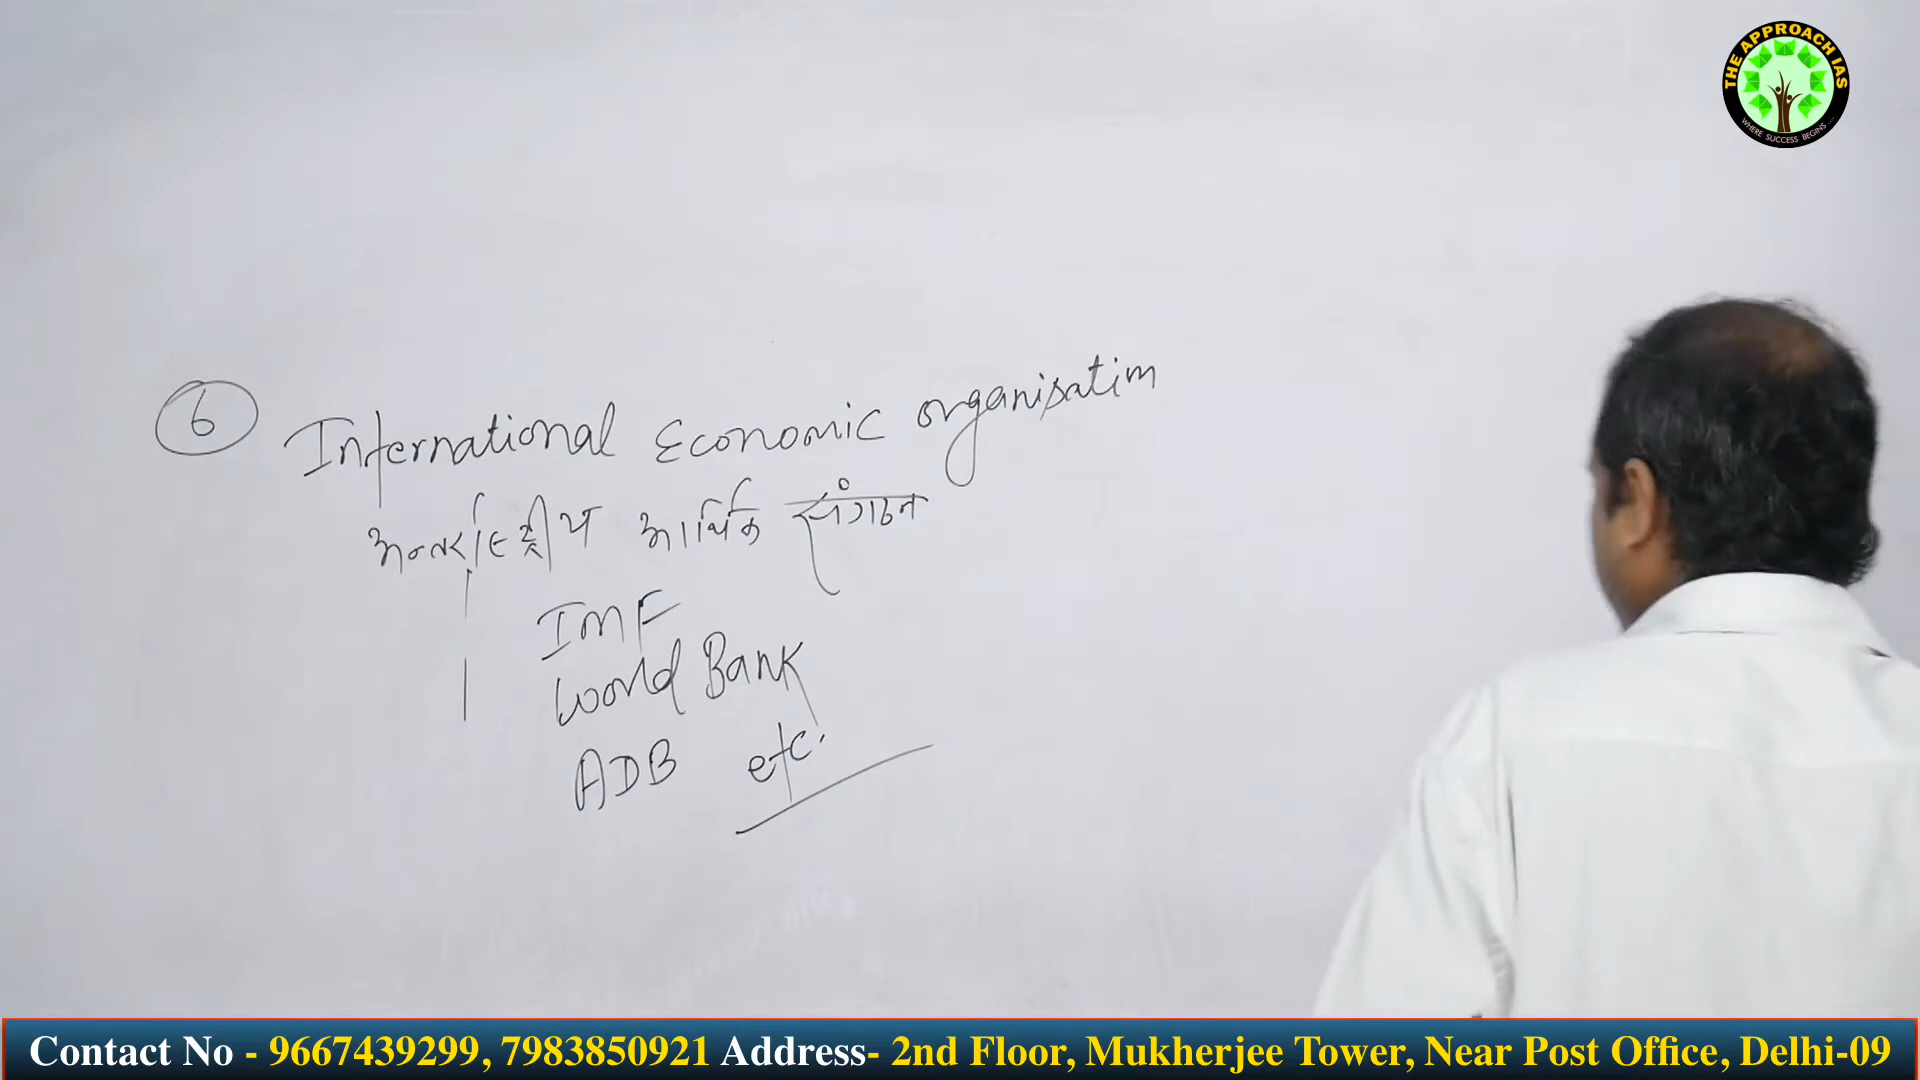 THE APPROACH IAS
WHERE SUCCESS BEGINS ....
6 International Economic organisation
अन्तर्राष्ट्रीय आर्थिक संगठन
IMF
World Bank
ADB etc.
Contact No - 9667439299, 7983850921 Address- 2nd Floor, Mukherjee Tower, Near Post Office, Delhi-09